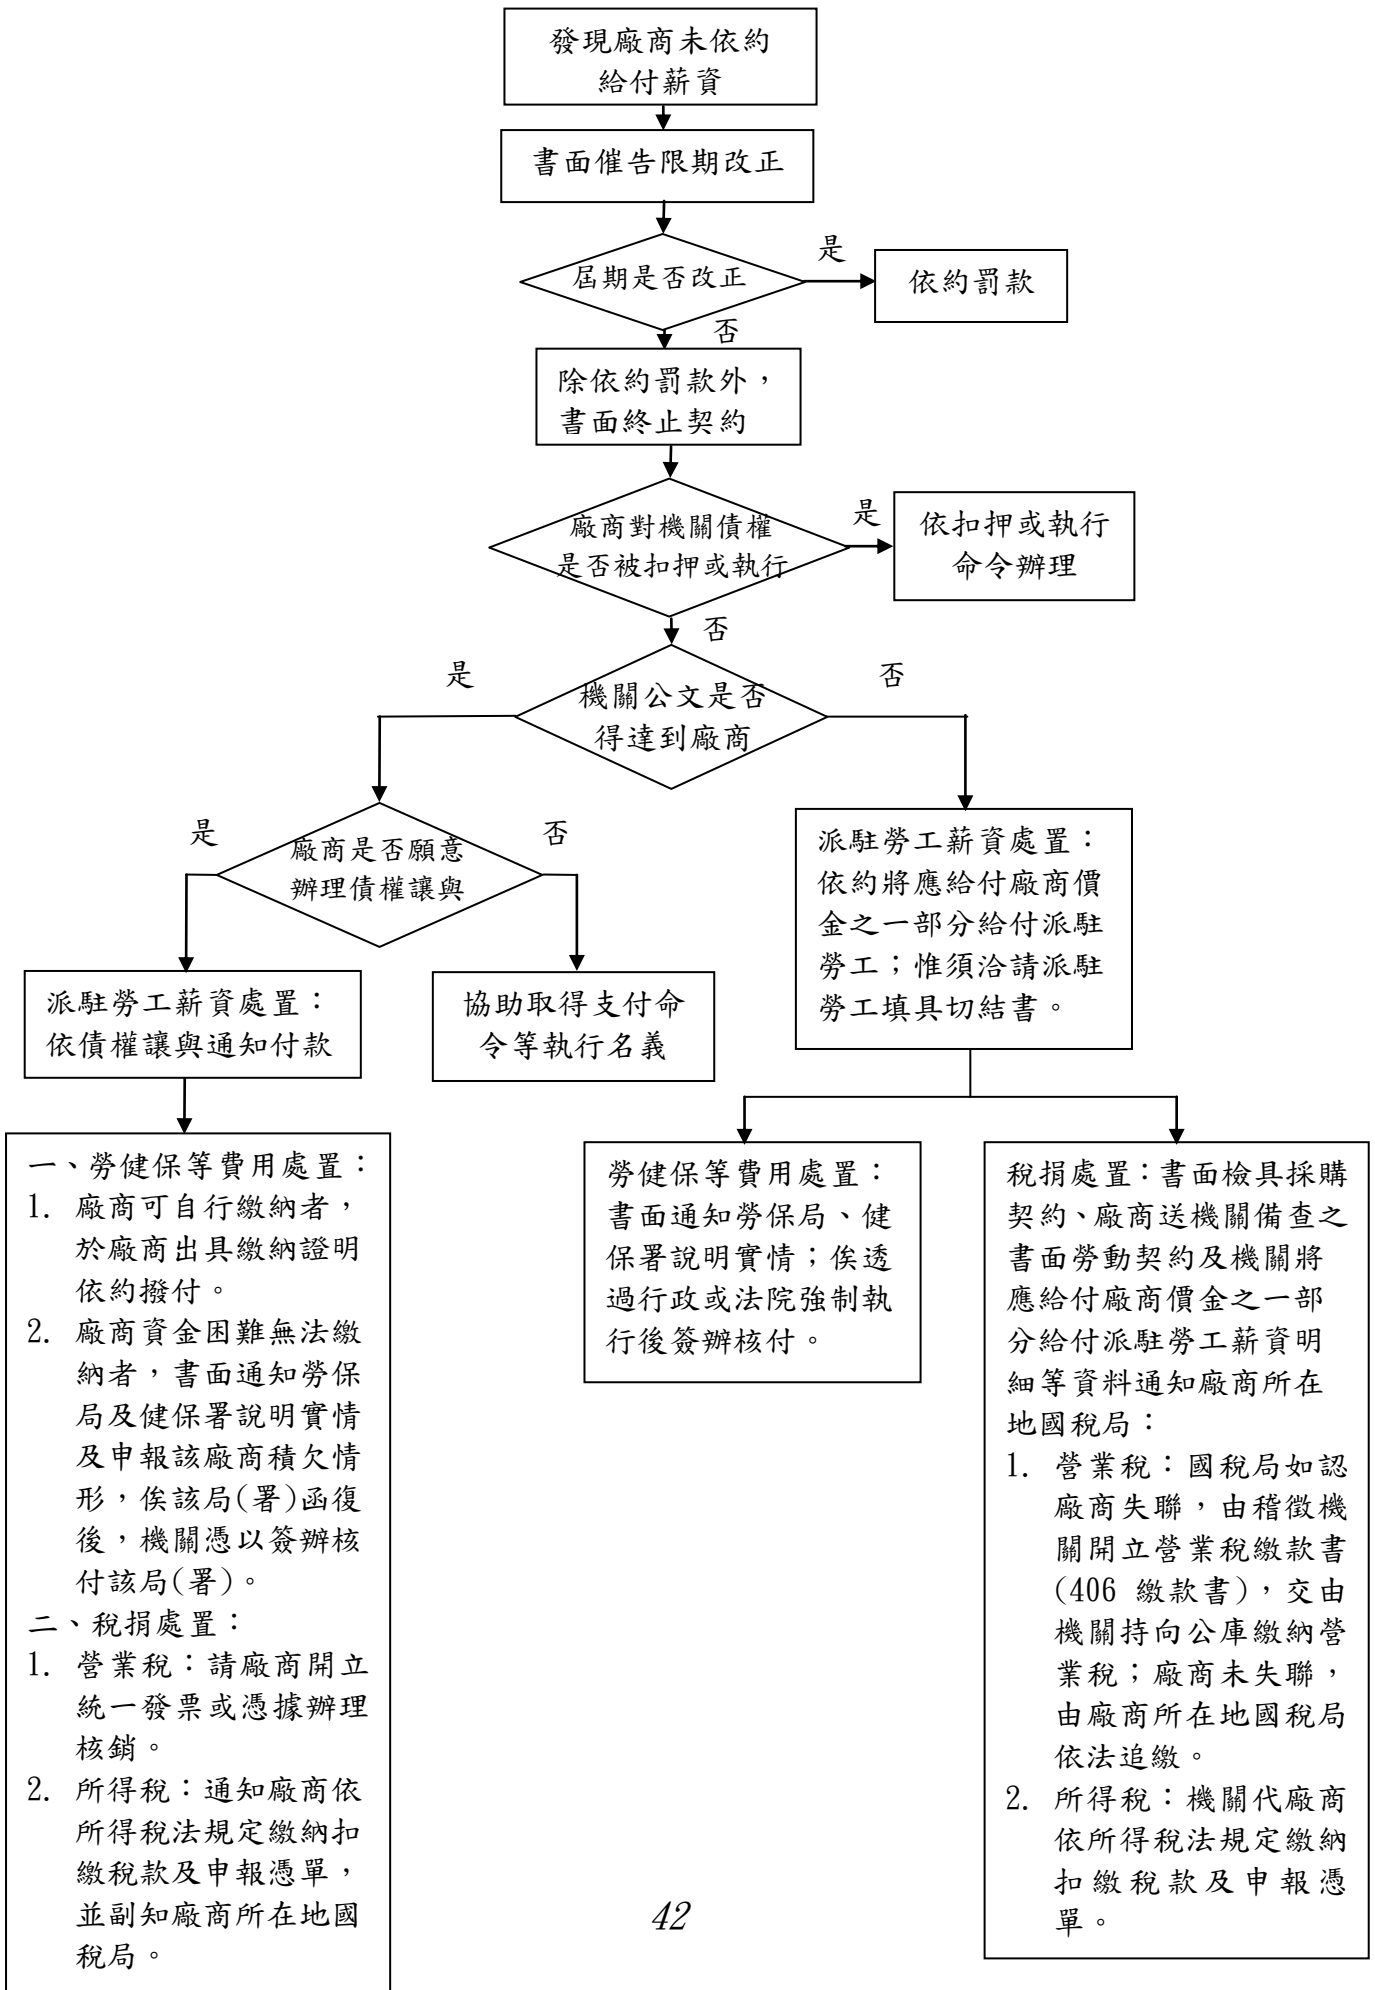 發現廠商未依約
給付薪資
書面催告限期改正
屆期是否改正
是
依約罰款
否
除依約罰款外，
書面終止契約
廠商對機關債權
是否被扣押或執行
是
依扣押或執行
命令辦理
否
機關公文是否
得達到廠商
是
否
廠商是否願意
辦理債權讓與
是
否
派駐勞工薪資處置：
依債權讓與通知付款
協助取得支付命
令等執行名義
派駐勞工薪資處置：
依約將應給付廠商價
金之一部分給付派駐
勞工；惟須洽請派駐
勞工填具切結書。
一、勞健保等費用處置：
1. 廠商可自行繳納者，
於廠商出具繳納證明
依約撥付。
2. 廠商資金困難無法繳
納者，書面通知勞保
局及健保署說明實情
及申報該廠商積欠情
形，俟該局(署)函復
後，機關憑以簽辦核
付該局(署)。
二、稅捐處置：
1. 營業稅：請廠商開立
統一發票或憑據辦理
核銷。
2. 所得稅：通知廠商依
所得稅法規定繳納扣
繳稅款及申報憑單，
並副知廠商所在地國
稅局。
勞健保等費用處置：
書面通知勞保局、健
保署說明實情；俟透
過行政或法院強制執
行後簽辦核付。
稅捐處置：書面檢具採購
契約、廠商送機關備查之
書面勞動契約及機關將
應給付廠商價金之一部
分給付派駐勞工薪資明
細等資料通知廠商所在
地國稅局：
1. 營業稅：國稅局如認
廠商失聯，由稽徵機
關開立營業稅繳款書
(406 繳款書)，交由
機關持向公庫繳納營
業稅；廠商未失聯，
由廠商所在地國稅局
依法追繳。
2. 所得稅：機關代廠商
依所得稅法規定繳納
扣繳稅款及申報憑
單。
42